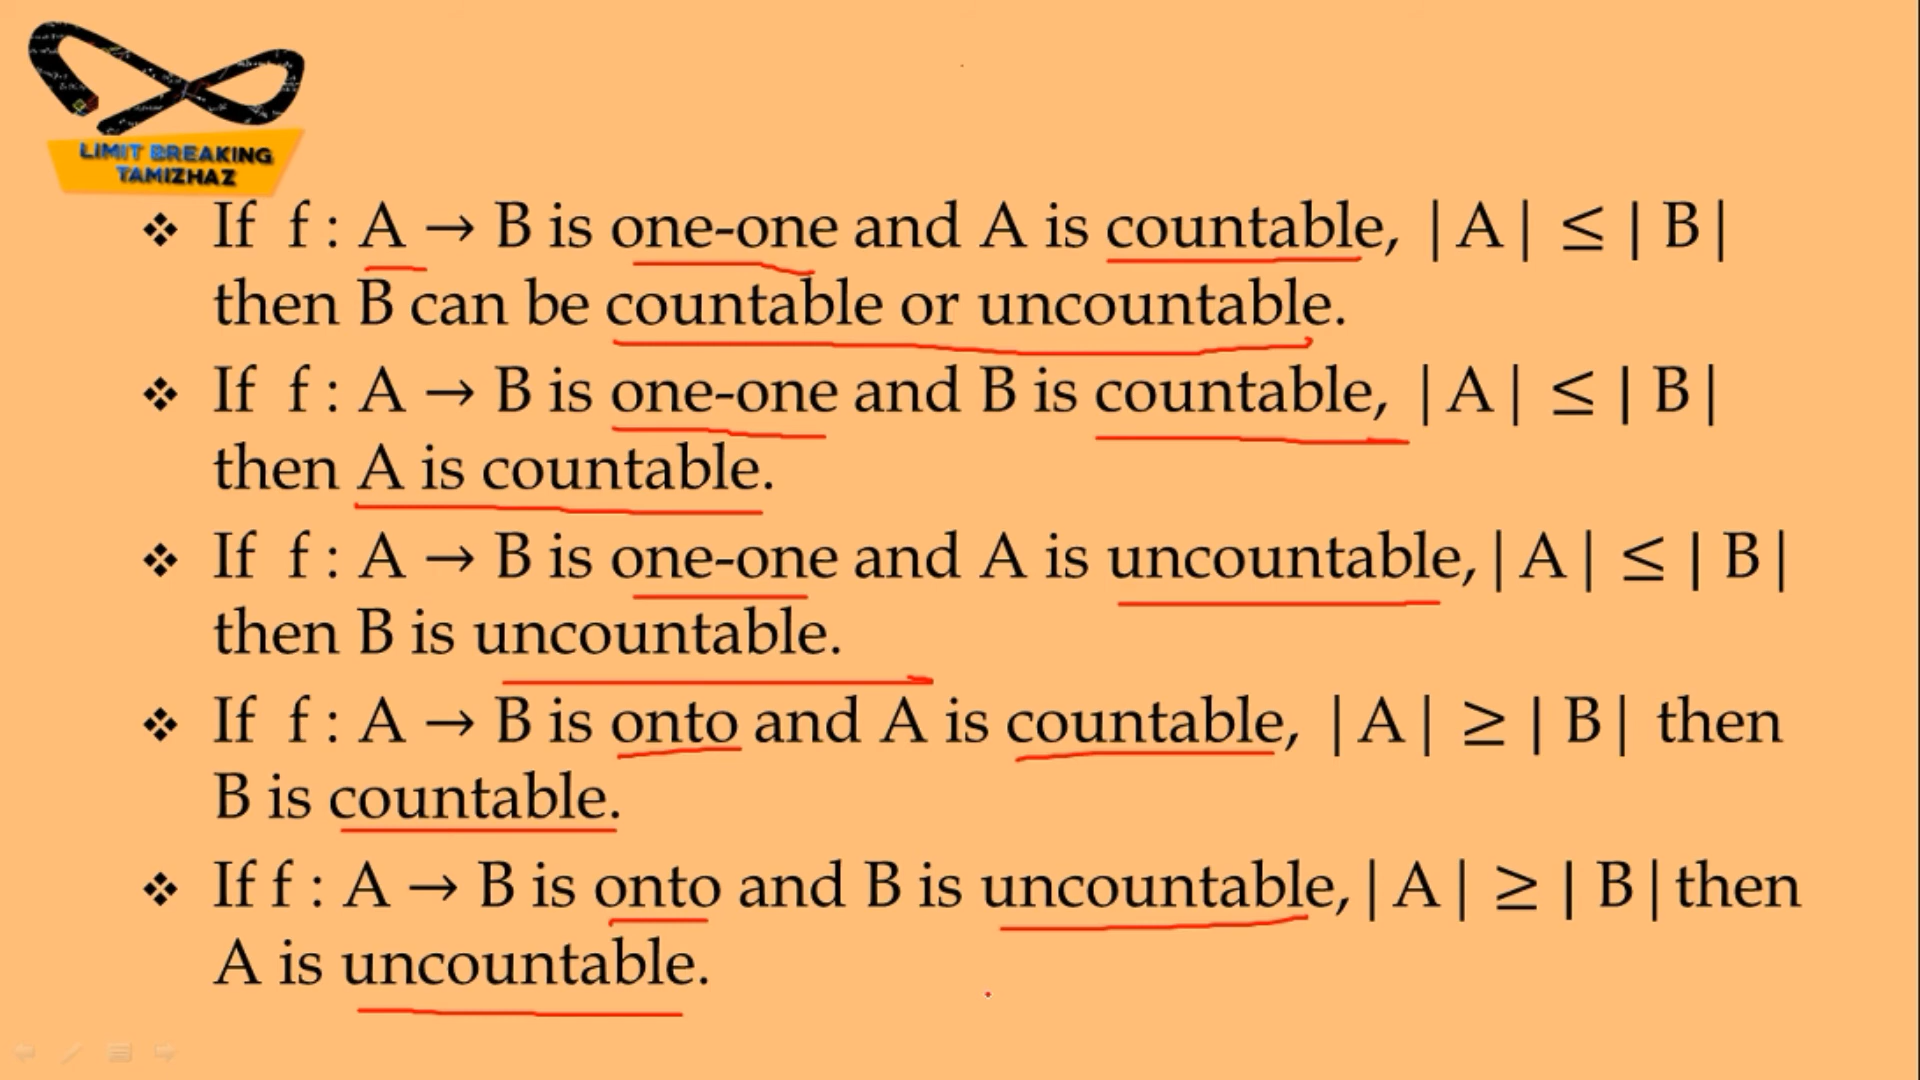 LIMIT BREAKING
TAMIZHAZ
❖ If f : A → B is one-one and A is countable, |A| ≤ | B|
then B can be countable or uncountable.
❖ If f : A → B is one-one and B is countable, |A| ≤ | B|
then A is countable.
❖ If f : A → B is one-one and A is uncountable,|A| ≤ | B|
then B is uncountable.
❖ If f : A → B is onto and A is countable, |A| ≥ | B| then
B is countable.
❖ If f : A → B is onto and B is uncountable,|A| ≥ | B|then
A is uncountable.